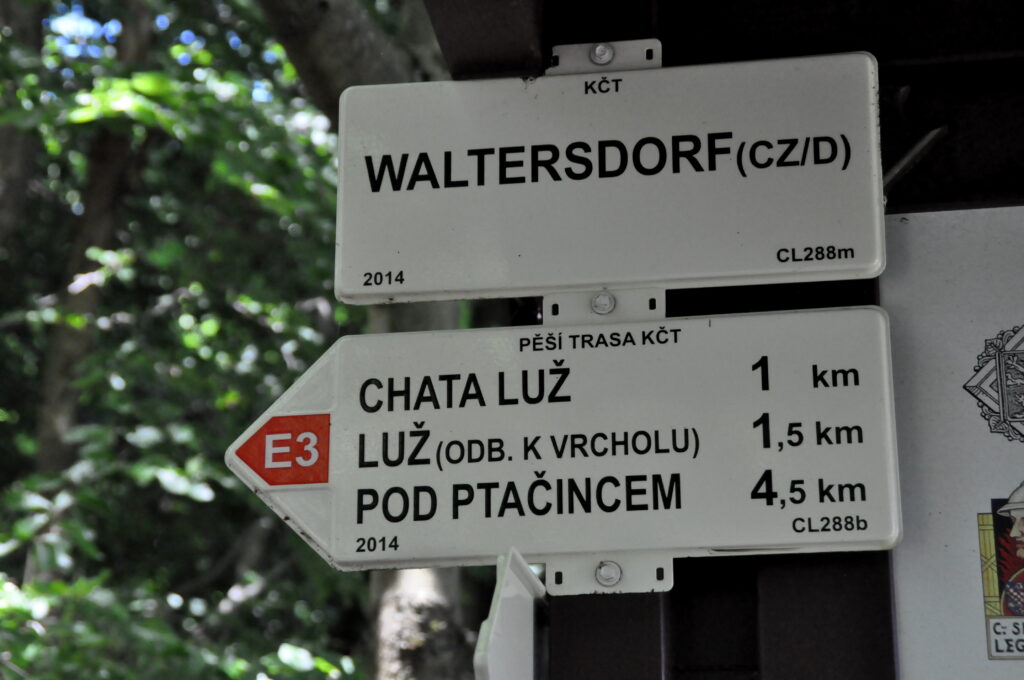 KČT
WALTERSDORF(CZ/D)
2014 CL288m
PĚŠÍ TRASA KČT
E3
CHATA LUŽ 1 km
LUŽ(ODB. K VRCHOLU) 1,5 km
POD PTAČINCEM 4,5 km
2014 CL288b